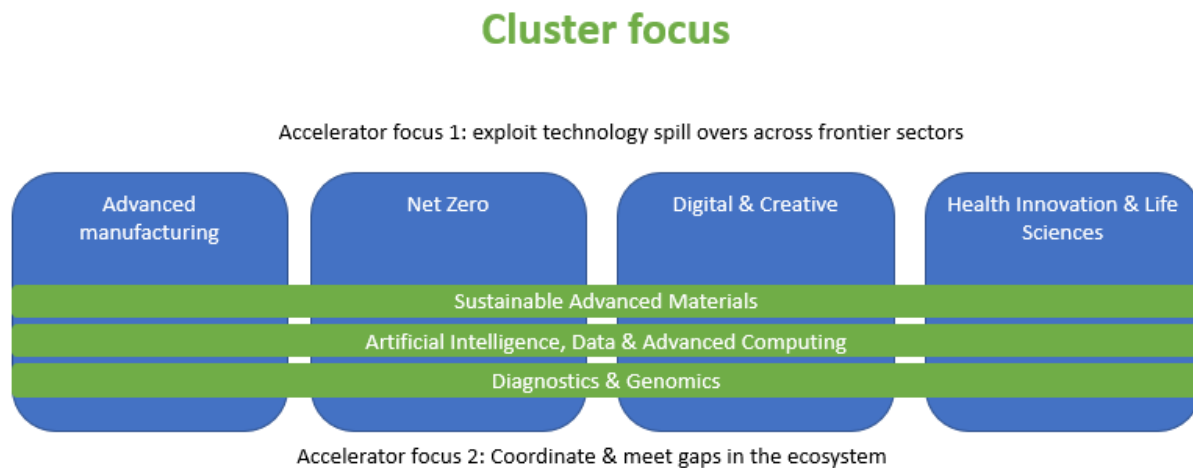 Cluster focus
Accelerator focus 1: exploit technology spill overs across frontier sectors
Advanced
manufacturing
Net Zero
Digital & Creative
Health Innovation & Life
Sciences
Sustainable Advanced Materials
Artificial Intelligence, Data & Advanced Computing
Diagnostics & Genomics
Accelerator focus 2: Coordinate & meet gaps in the ecosystem